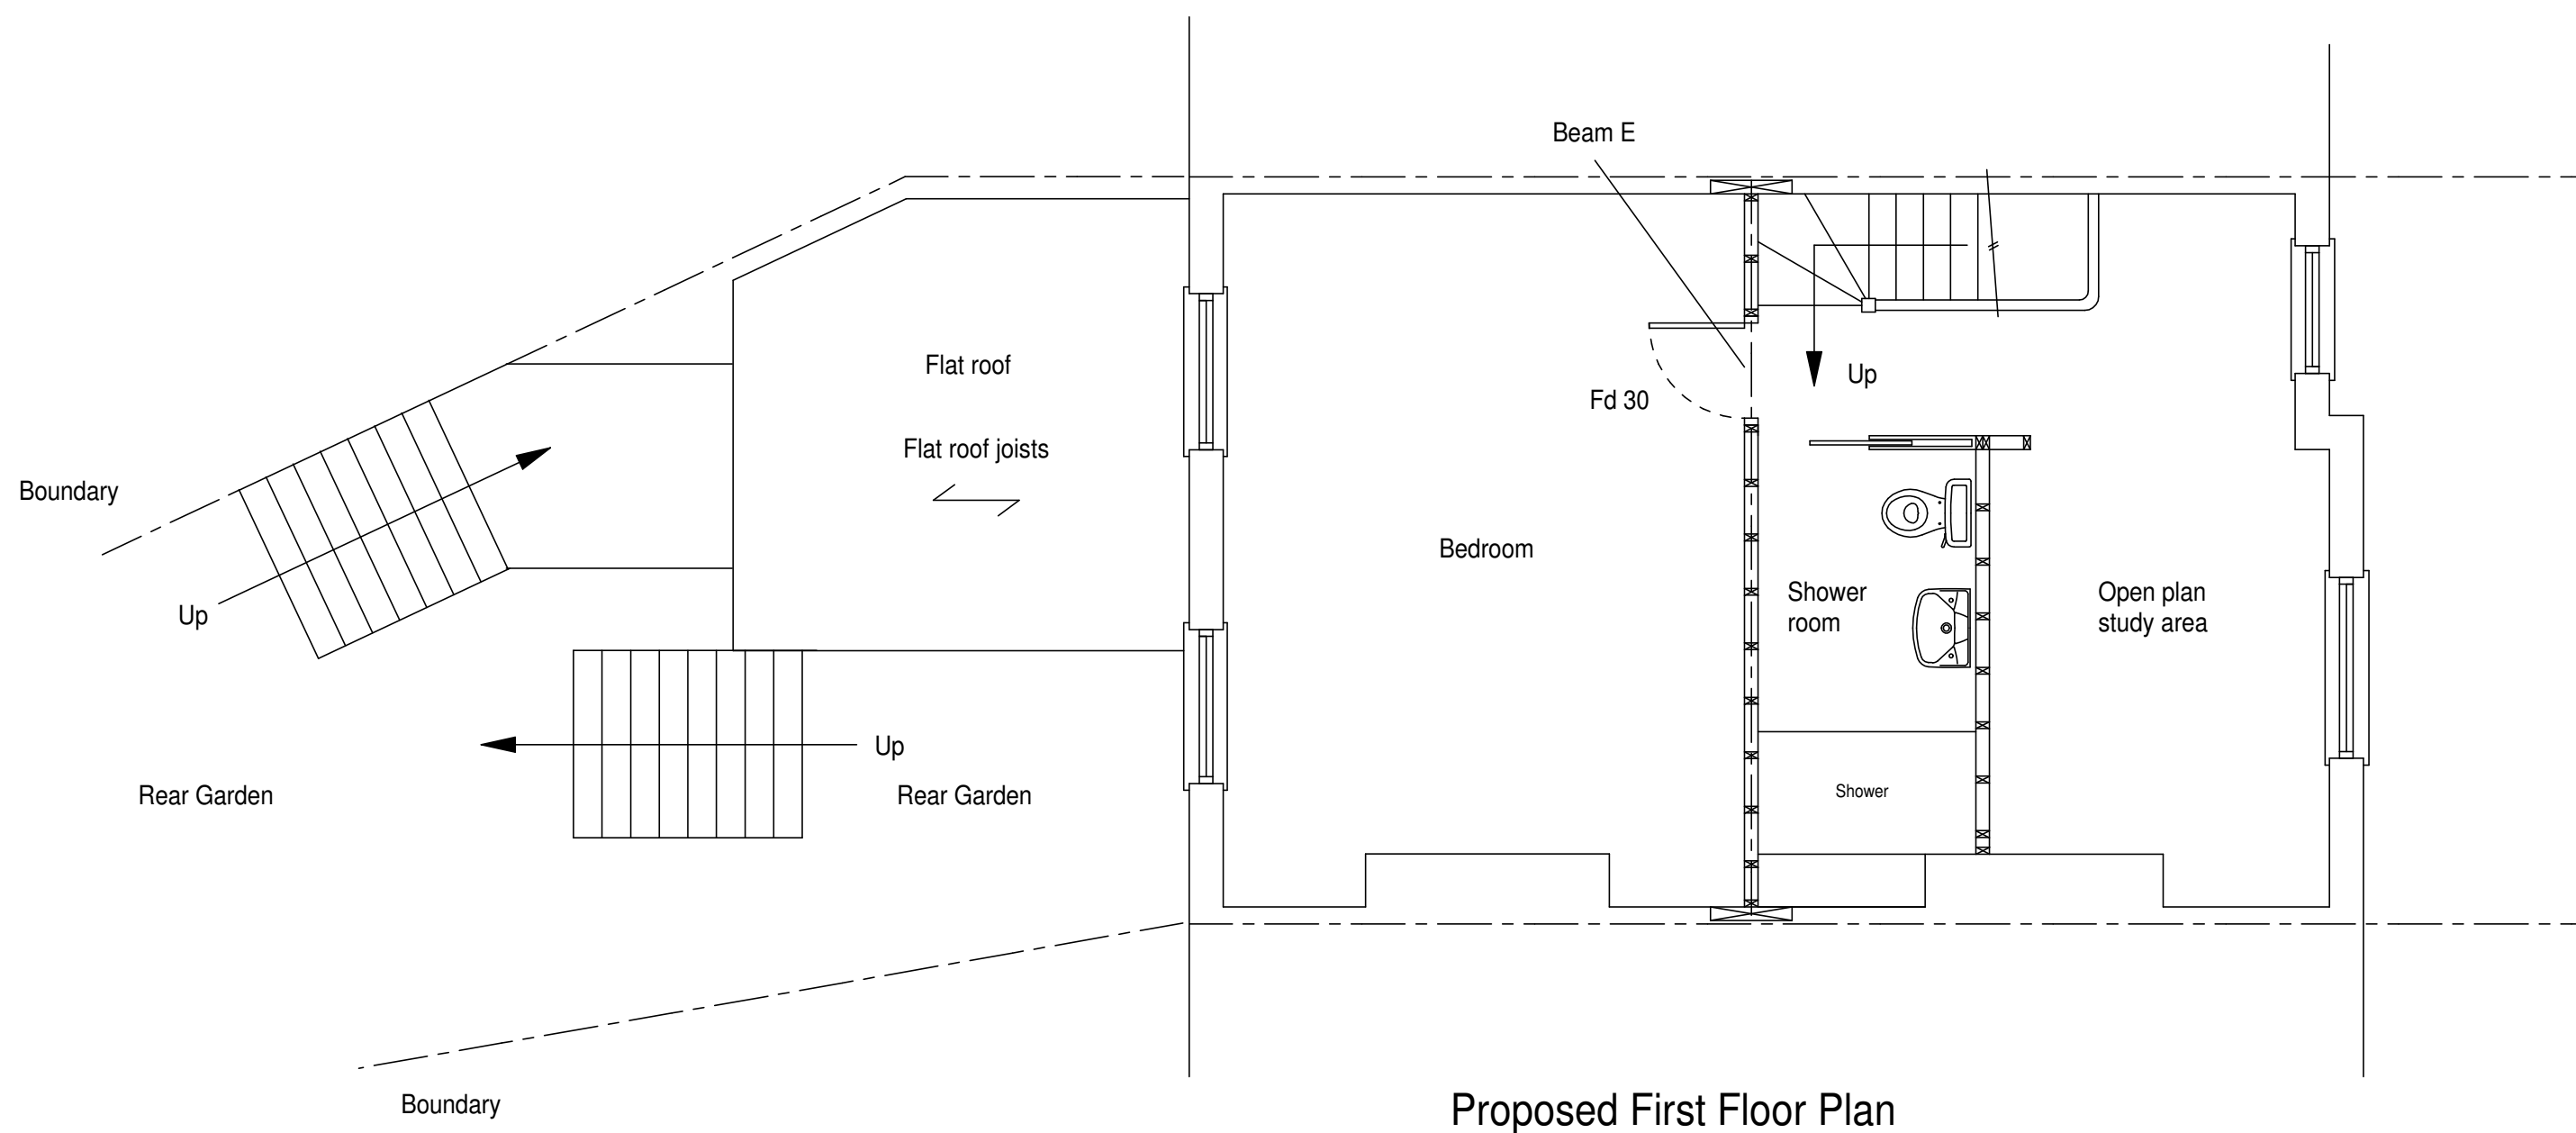 Beam E
Flat roof
Up
Fd 30
Flat roof joists
Boundary
Bedroom
Shower
room
Open plan
study area
Up
Up
Rear Garden
Rear Garden
Shower
Boundary
Proposed First Floor Plan